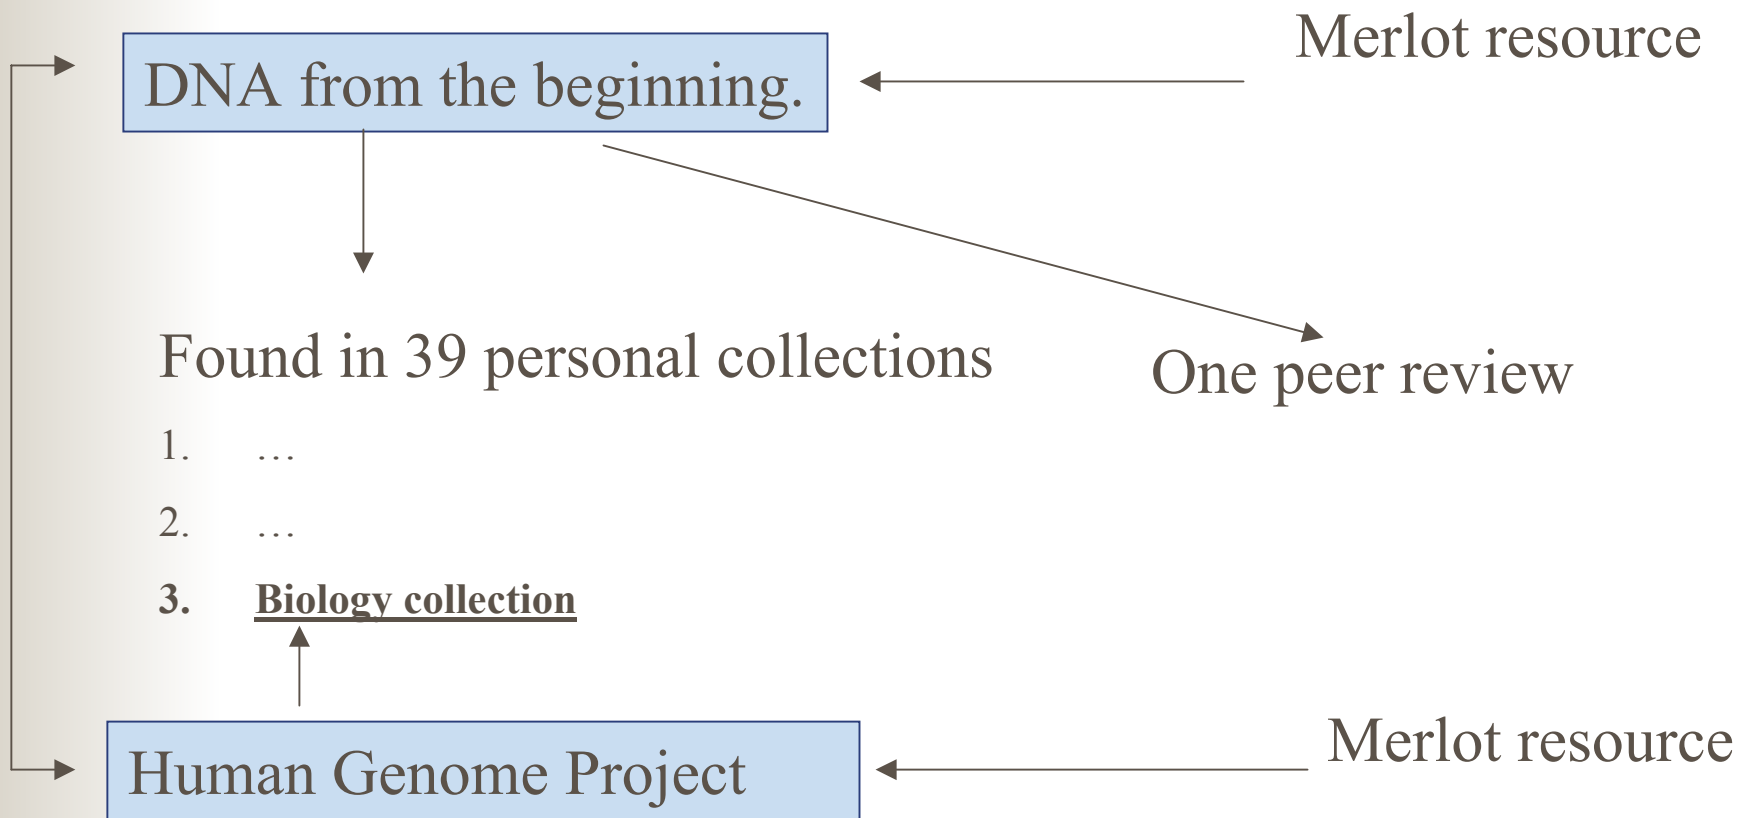 Merlot resource
DNA from the beginning.
Found in 39 personal collections
One peer review
1. …
2. …
3. Biology collection
Merlot resource
Human Genome Project